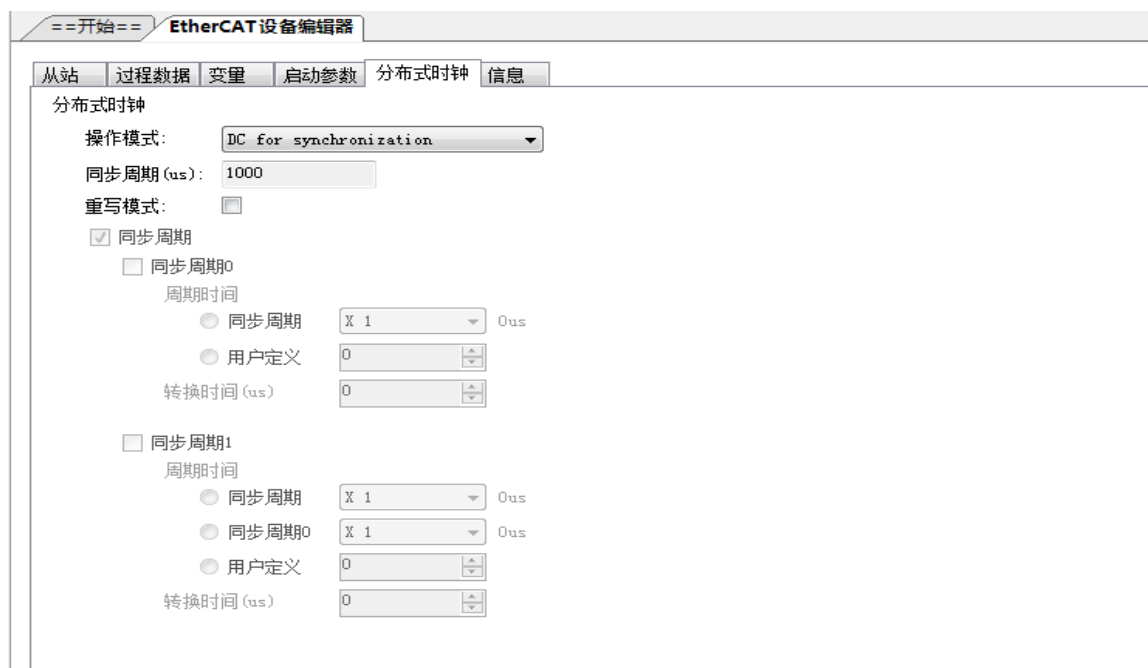 ==开始== EtherCAT设备编辑器
从站 过程数据 变量 启动参数 分布式时钟 信息
分布式时钟
操作模式: DC for synchronization
同步周期(us): 1000
重写模式:
同步周期
同步周期0
周期时间
同步周期 X 1 0us
用户定义 0
转换时间(us) 0
同步周期1
周期时间
同步周期 X 1 0us
同步周期0 X 1 0us
用户定义 0
转换时间(us) 0